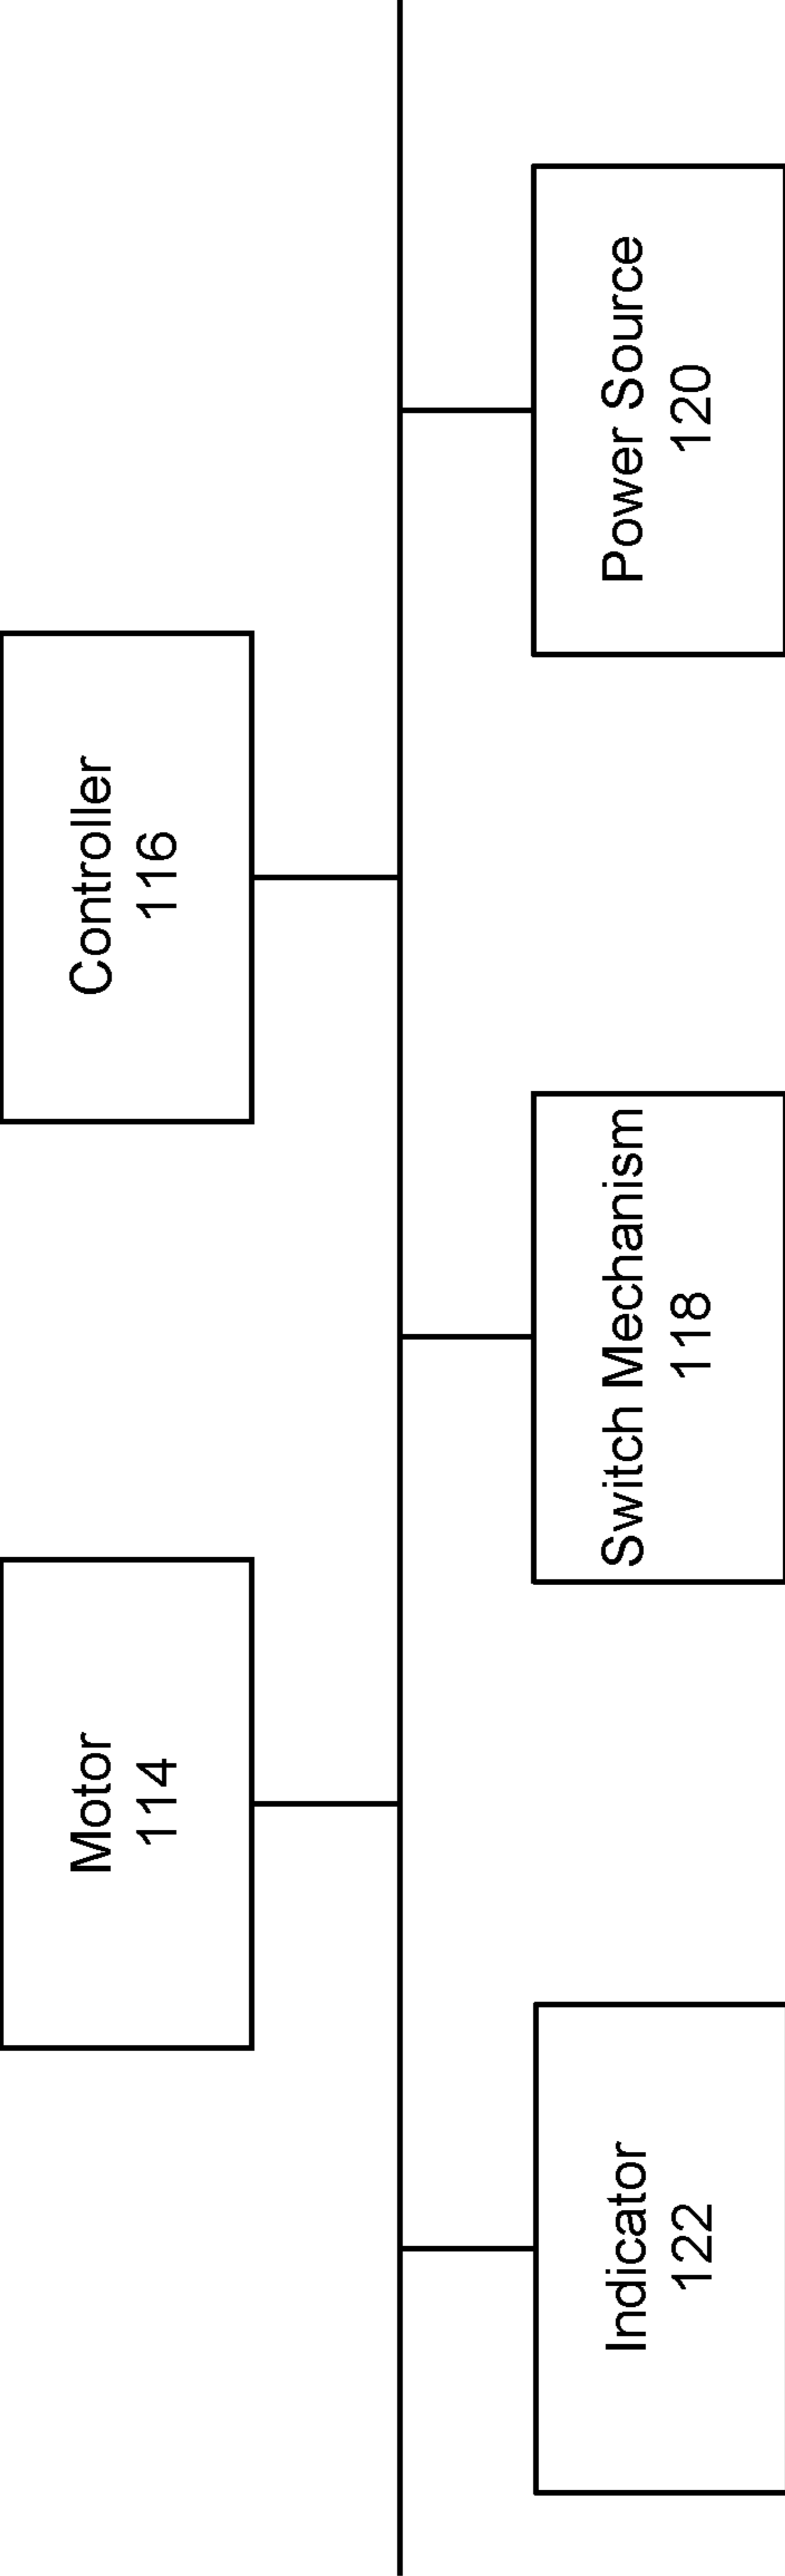 Motor
114
Controller
116
Indicator
122
Switch Mechanism
118
Power Source
120